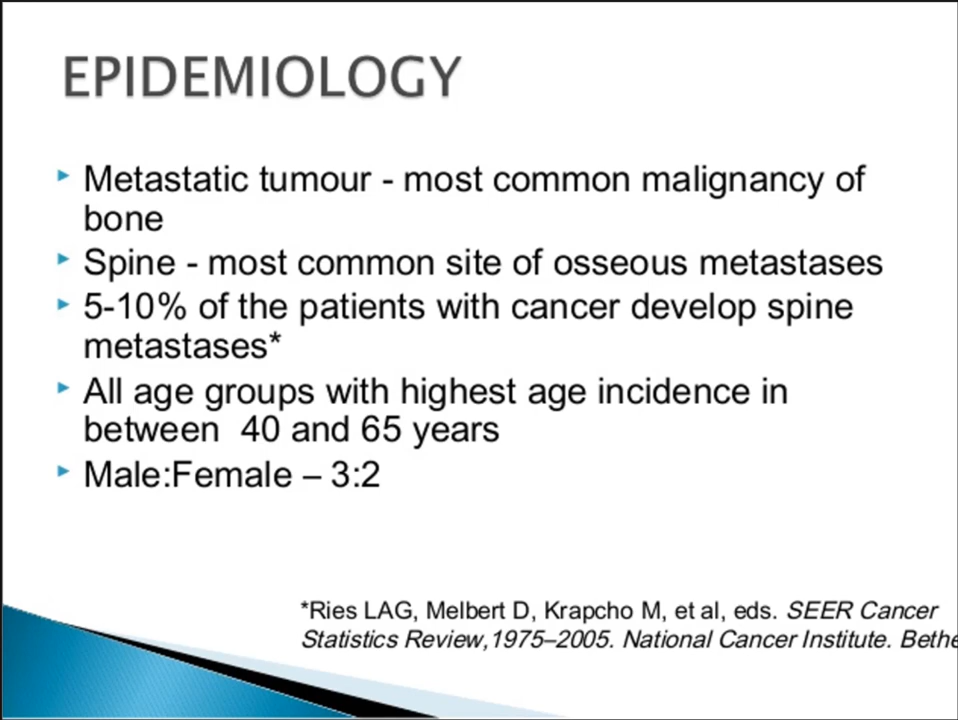 EPIDEMIOLOGY
Metastatic tumour - most common malignancy of
bone
Spine - most common site of osseous metastases
5-10% of the patients with cancer develop spine
metastases*
All age groups with highest age incidence in
between  40 and 65 years
Male:Female – 3:2
*Ries LAG, Melbert D, Krapcho M, et al, eds. SEER Cancer
Statistics Review,1975–2005. National Cancer Institute. Bethe